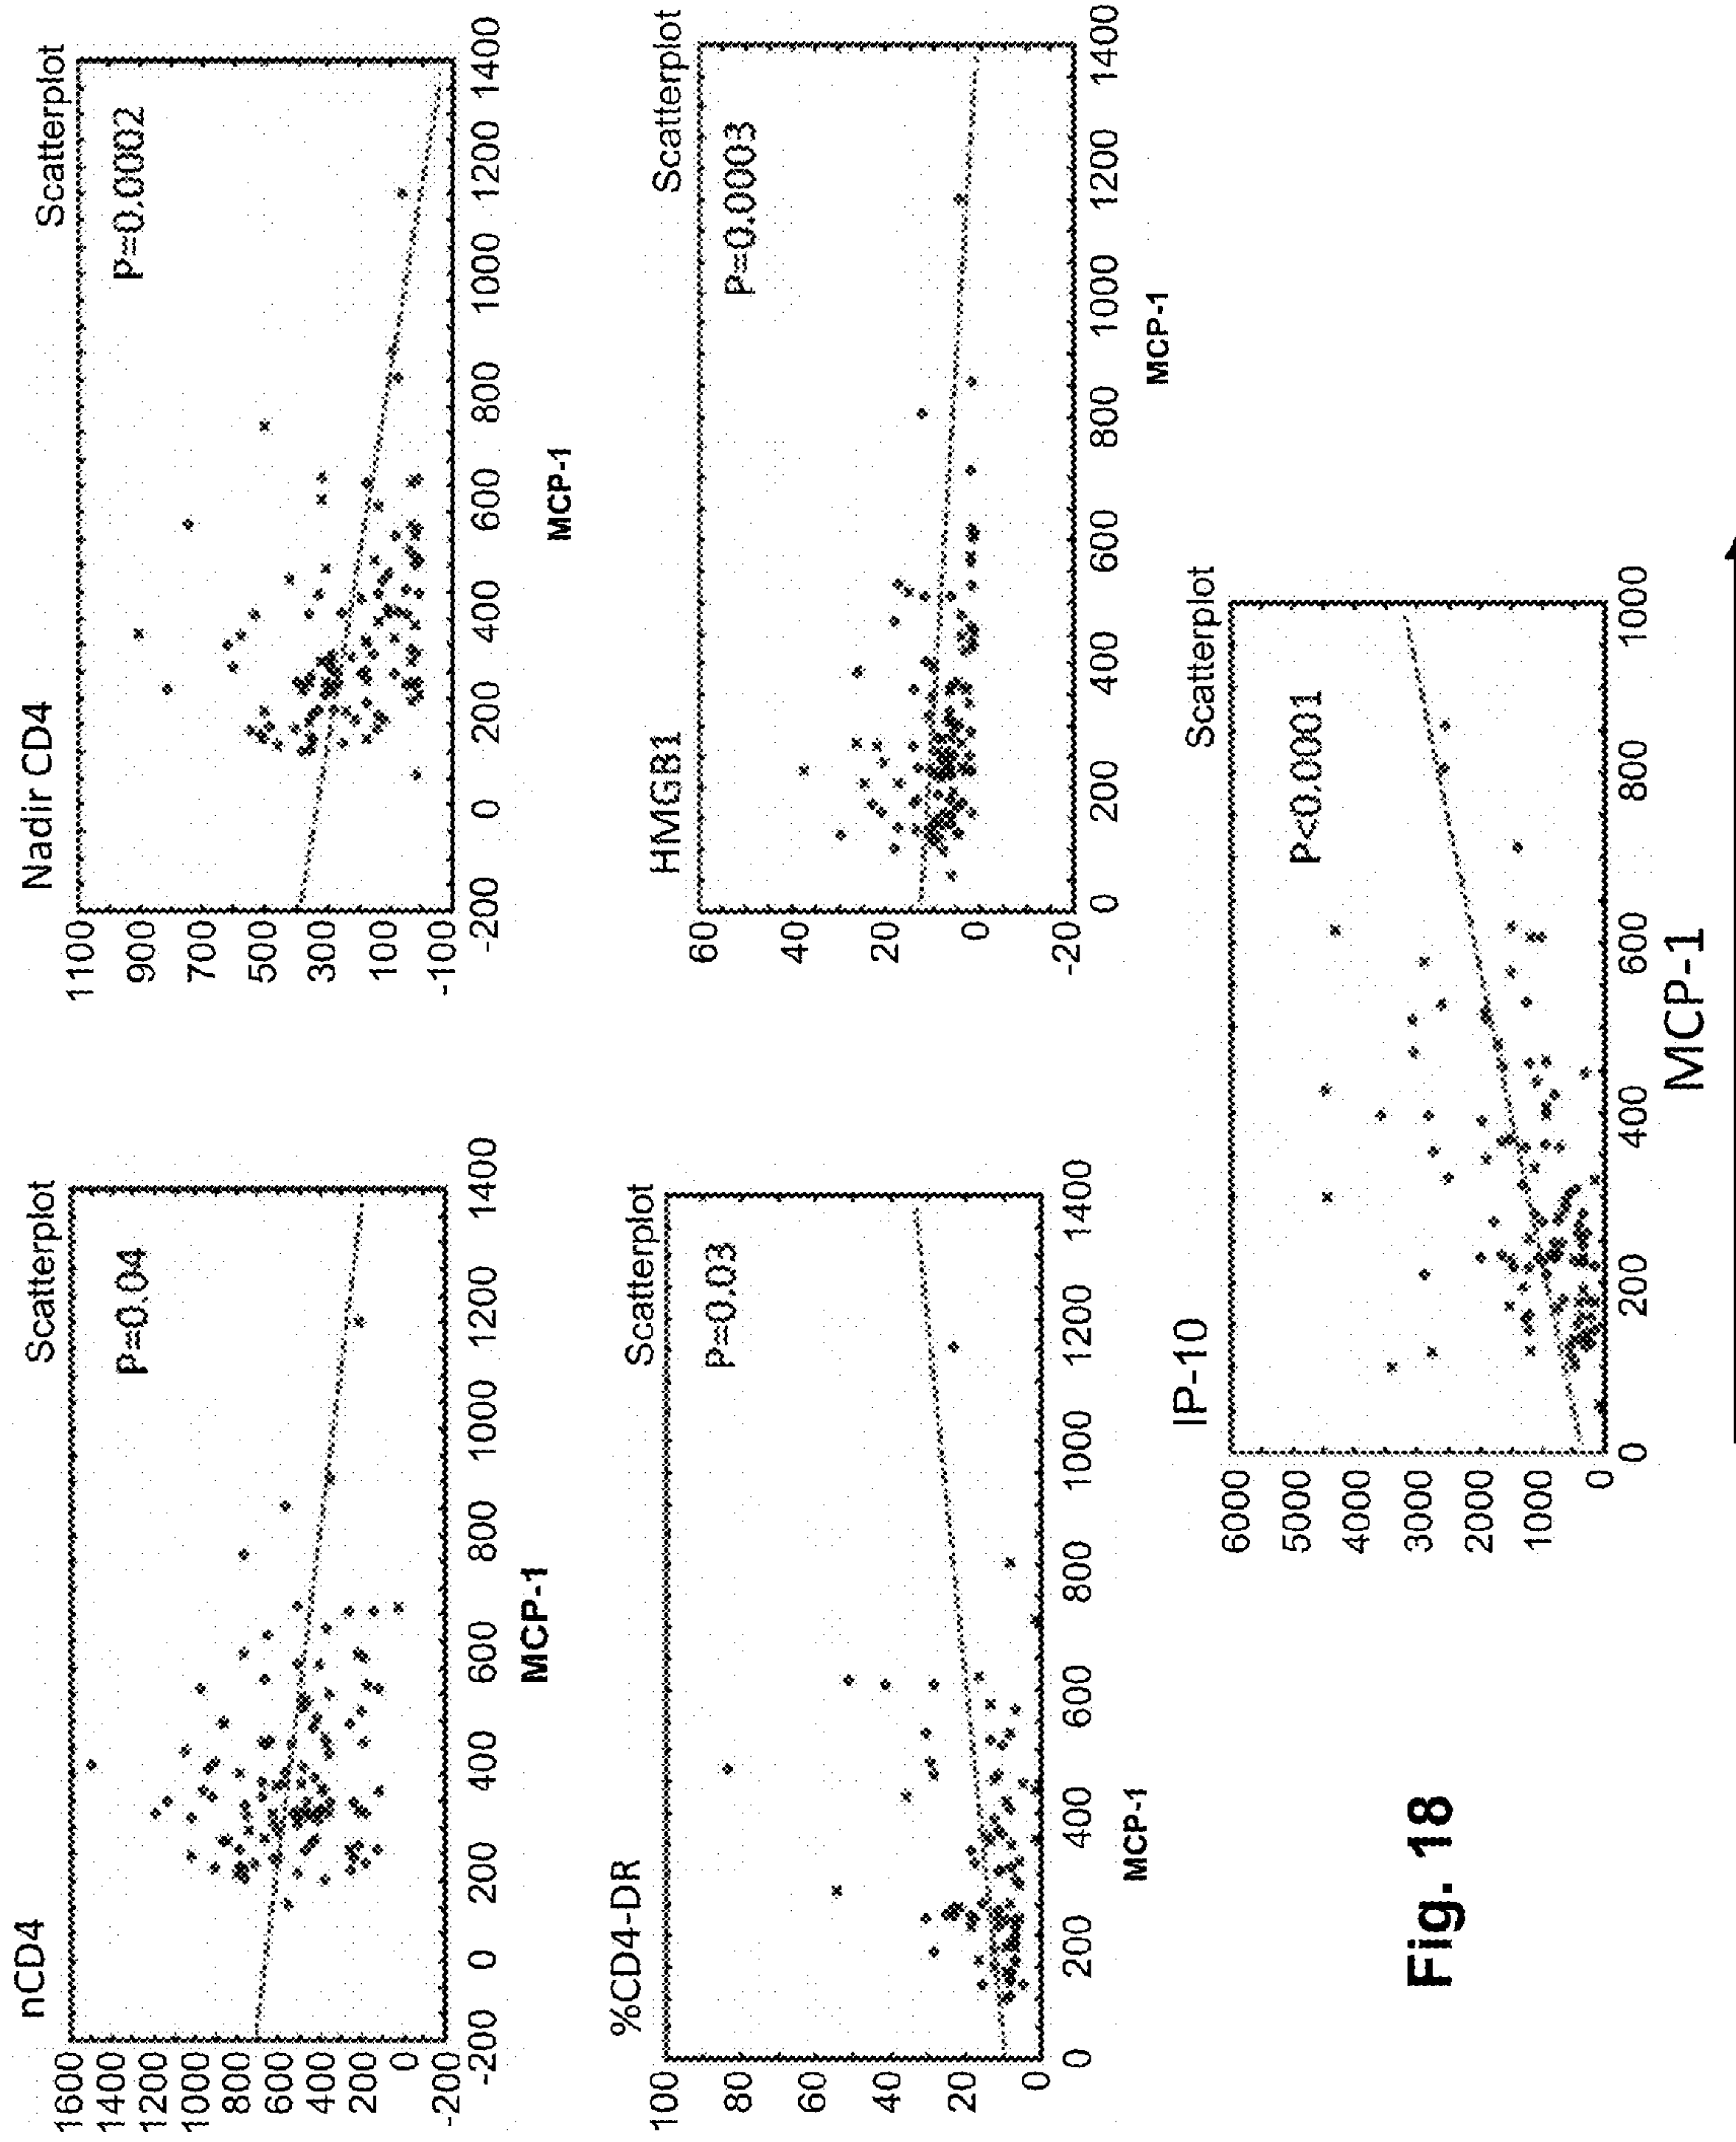 nCD4
Scatterplot
P=0.04
1600
1400
1200
1000
800
600
400
200
0
-200
-200 0 200 400 600 800 1000 1200 1400
MCP-1
Nadir CD4
Scatterplot
P=0.0002
1100
900
700
500
300
100
-100
-200 0 200 400 600 800 1000 1200 1400
MCP-1
%CD4-DR
Scatterplot
P=0.03
100
80
60
40
20
0
0 200 400 600 800 1000 1200 1400
MCP-1
HMGB1
Scatterplot
P=0.0003
60
40
20
0
-20
0 200 400 600 800 1000 1200 1400
MCP-1
IP-10
Scatterplot
P<0.0001
6000
5000
4000
3000
2000
1000
0
0 200 400 600 800 1000
MCP-1
Fig. 18